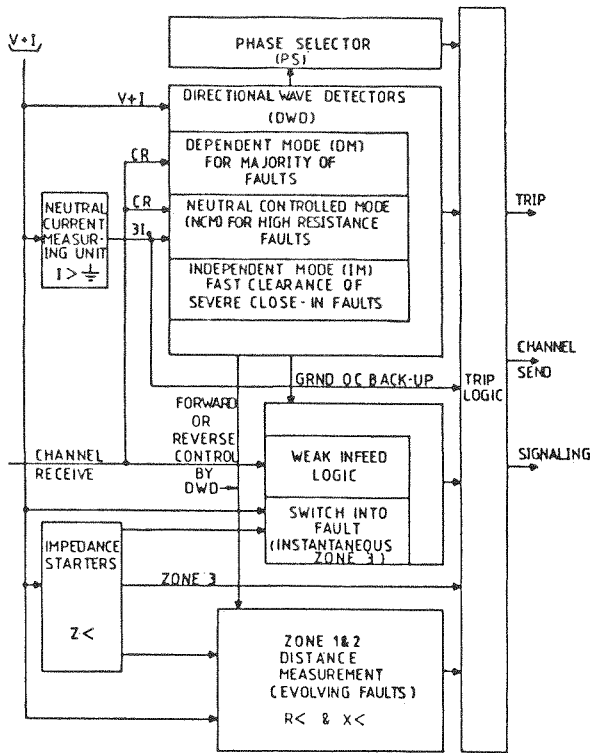 V+I
PHASE SELECTOR
(PS)
V+I
DIRECTIONAL WAVE DETECTORS
(DWD)
CR
DEPENDENT MODE (DM)
FOR MAJORITY OF
FAULTS
CR
NEUTRAL CONTROLLED MODE
(NCM) FOR HIGH RESISTANCE
FAULTS
3I₀
INDEPENDENT MODE (IM)
FAST CLEARANCE OF
SEVERE CLOSE-IN FAULTS
NEUTRAL
CURRENT
MEASUR-
ING UNIT
I > ⏚
TRIP
CHANNEL
SEND
SIGNALING
TRIP
LOGIC
GRND OC BACK-UP
FORWARD
OR
REVERSE
CONTROL
BY
DWD
CHANNEL
RECEIVE
WEAK INFEED
LOGIC
SWITCH INTO
FAULT
(INSTANTANEOUS
ZONE 3)
IMPEDANCE
STARTERS
Z<
ZONE 3
ZONE 1&2
DISTANCE
MEASUREMENT
(EVOLVING FAULTS)
R< & X<